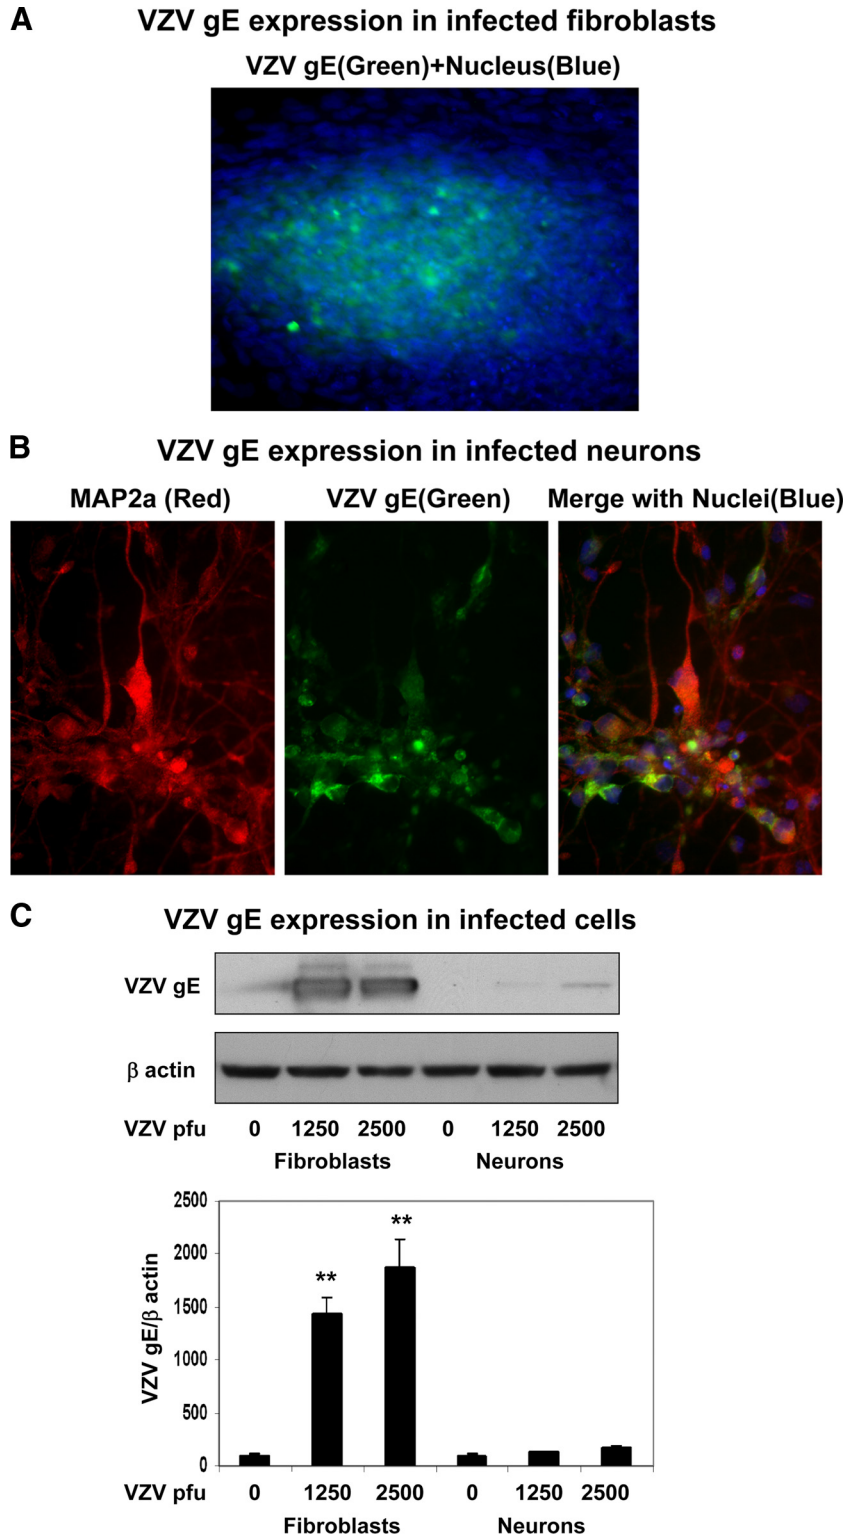 A VZV gE expression in infected fibroblasts
VZV gE(Green)+Nucleus(Blue)
B VZV gE expression in infected neurons
MAP2a (Red) VZV gE(Green) Merge with Nuclei(Blue)
C VZV gE expression in infected cells
VZV gE
β actin
VZV pfu 0 1250 2500 0 1250 2500
Fibroblasts Neurons
VZV gE/β actin
2500
2000
1500
1000
500
0
**
**
VZV pfu 0 1250 2500 0 1250 2500
Fibroblasts Neurons